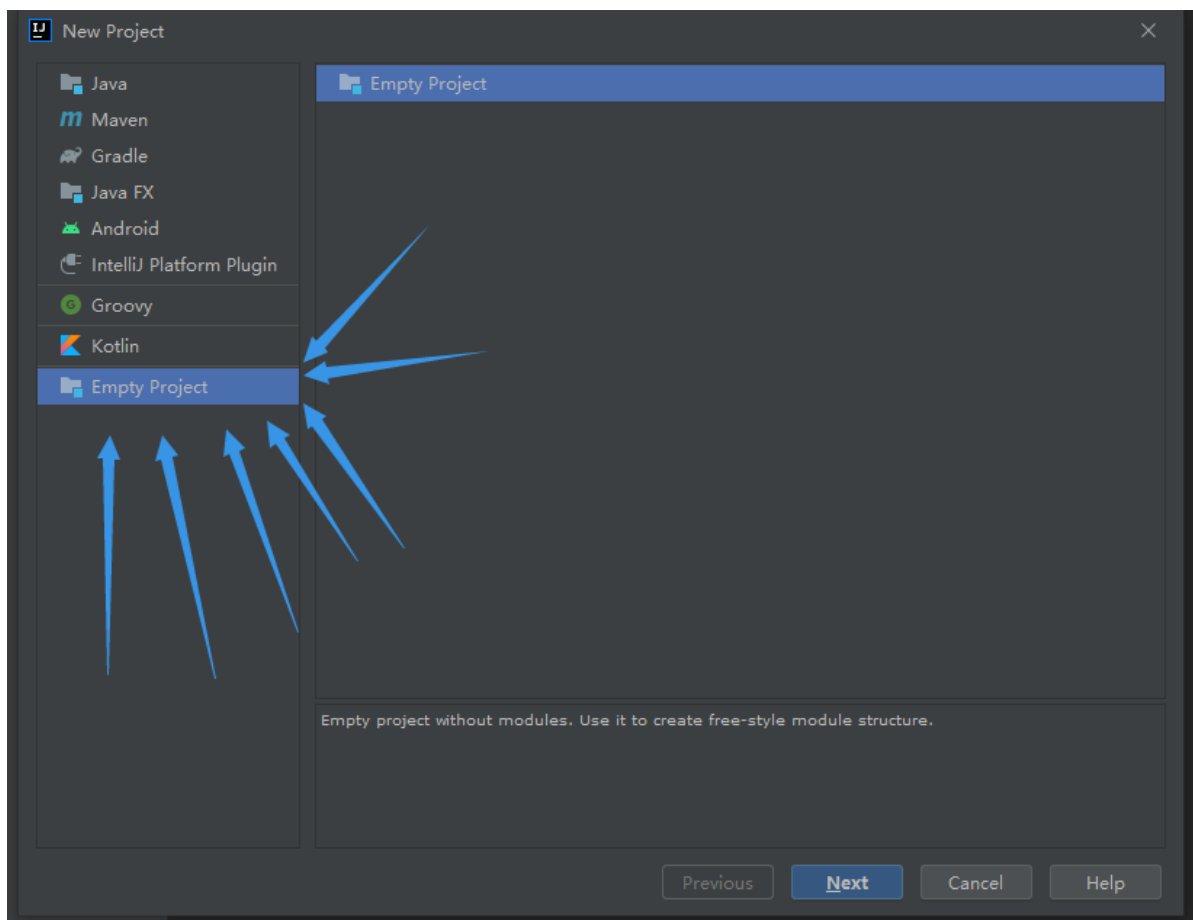 New Project
Java
Maven
Gradle
Java FX
Android
IntelliJ Platform Plugin
Groovy
Kotlin
Empty Project
Empty Project
Empty project without modules. Use it to create free-style module structure.
Previous
Next
Cancel
Help